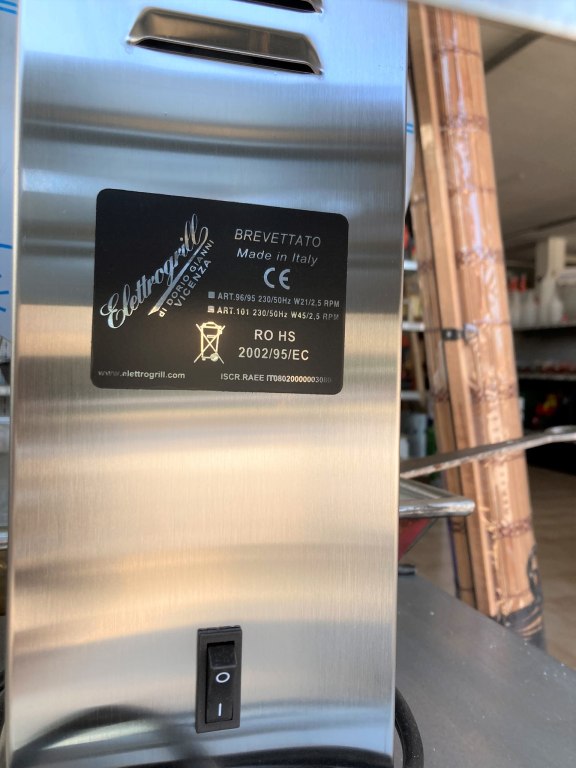 Elettrogrill
di DORIO GIANNI
VICENZA
BREVETTATO
Made in Italy
CE
ART.96/95 230/50Hz W21/2,5 RPM
ART.101 230/50Hz W45/2,5 RPM
RO HS
2002/95/EC
www.elettrogrill.com
ISCR.RAEE IT08020000003080
O
I